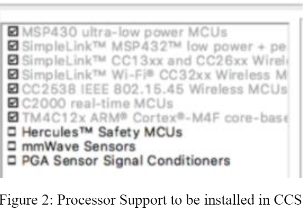 MSP430 ultra-low power MCUs
SimpleLink™ MSP432™ low power + pe
SimpleLink™ CC13xx and CC26xx Wirel
SimpleLink™ Wi-Fi® CC32xx Wireless M
CC2538 IEEE 802.15.45 Wireless MCUs
C2000 real-time MCUs
TM4C12x ARM® Cortex®-M4F core-base
Hercules™ Safety MCUs
mmWave Sensors
PGA Sensor Signal Conditioners
Figure 2: Processor Support to be installed in CCS